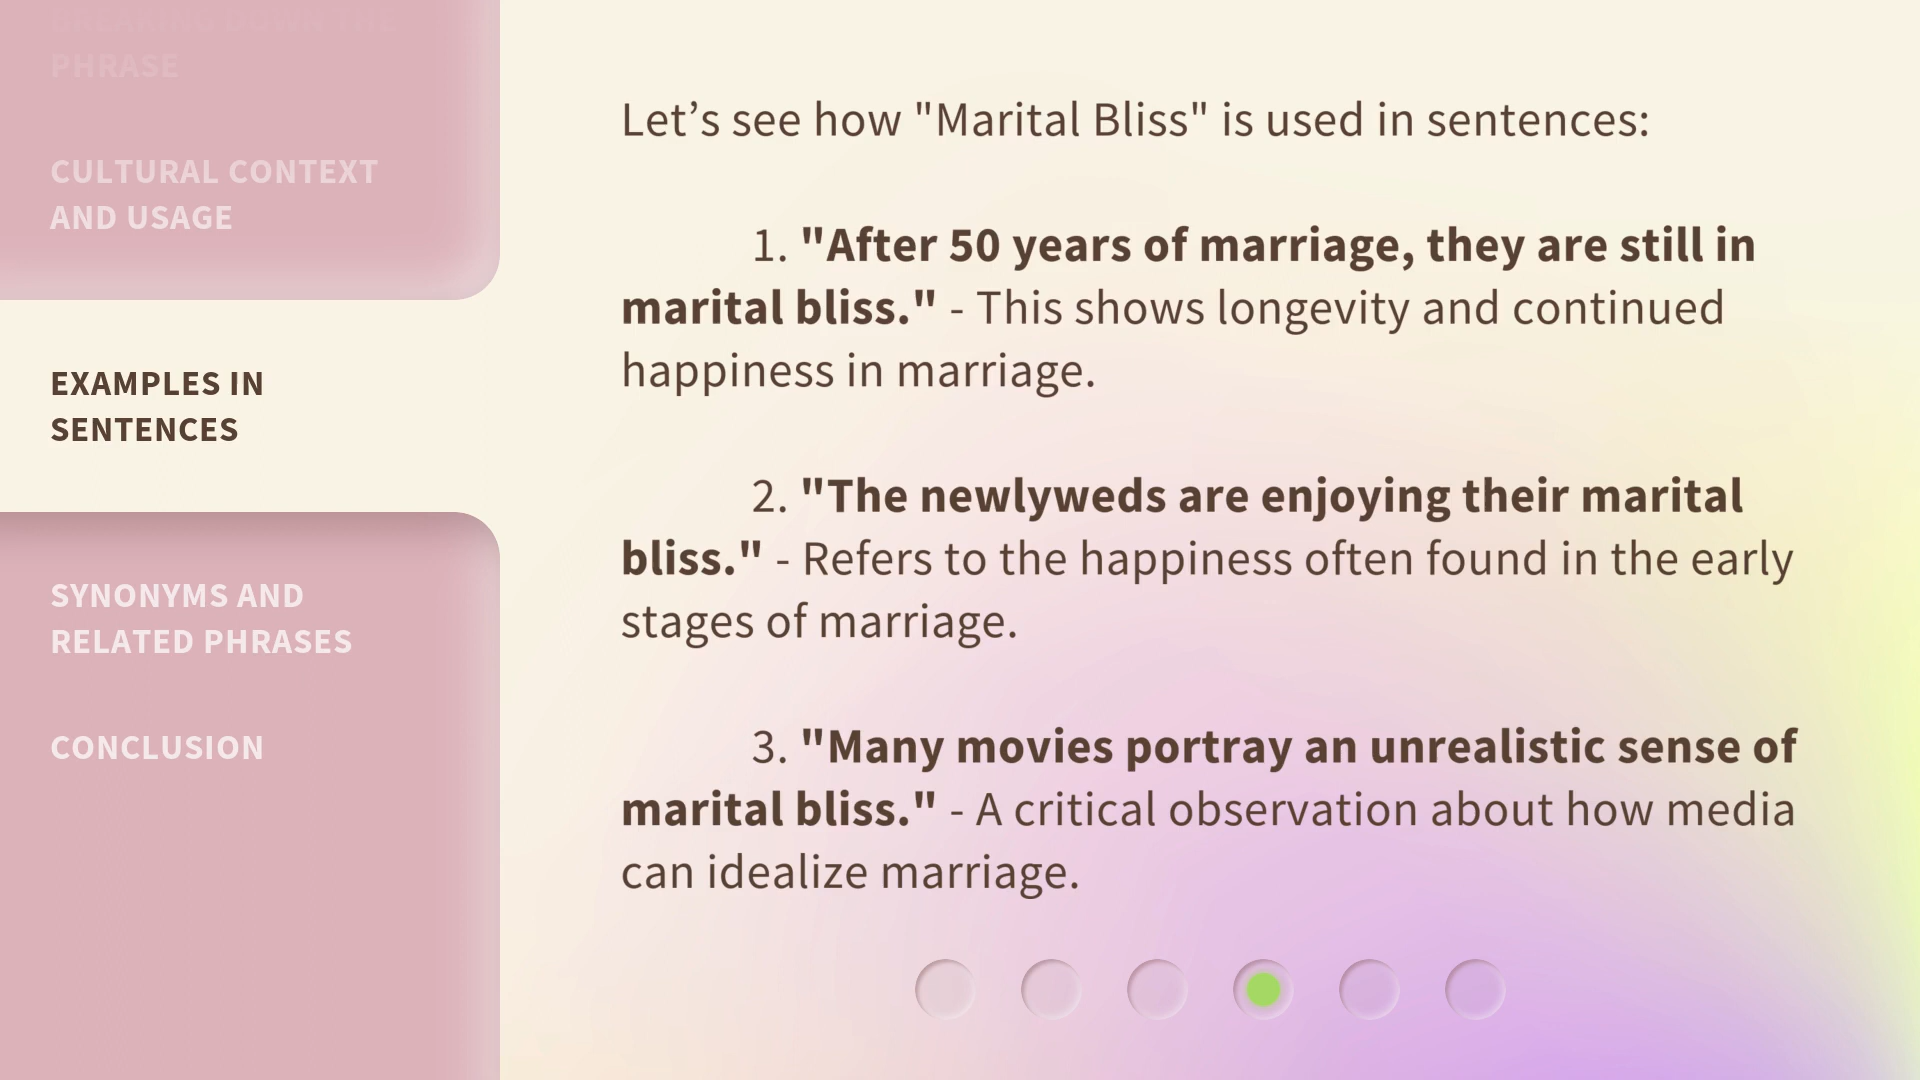 BREAKING DOWN THE
PHRASE
CULTURAL CONTEXT
AND USAGE
EXAMPLES IN
SENTENCES
SYNONYMS AND
RELATED PHRASES
CONCLUSION
Let’s see how "Marital Bliss" is used in sentences:
1. "After 50 years of marriage, they are still in
marital bliss." - This shows longevity and continued
happiness in marriage.
2. "The newlyweds are enjoying their marital
bliss." - Refers to the happiness often found in the early
stages of marriage.
3. "Many movies portray an unrealistic sense of
marital bliss." - A critical observation about how media
can idealize marriage.